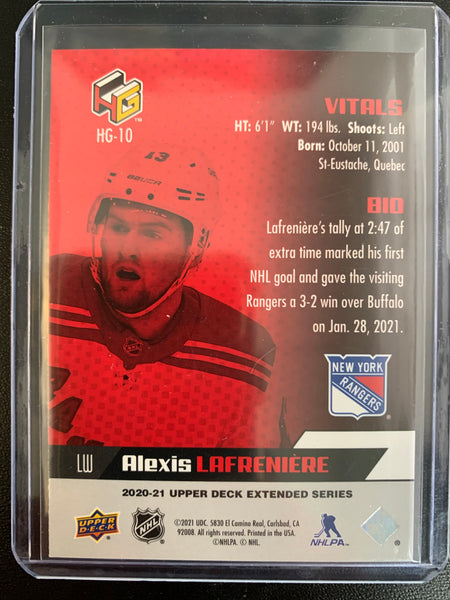 HG
TM
HG-10
VITALS
HT: 6'1" WT: 194 lbs. Shoots: Left
Born: October 11, 2001
St-Eustache, Quebec
13
BAUER
BIO
Lafrenière's tally at 2:47 of
extra time marked his first
NHL goal and gave the visiting
Rangers a 3-2 win over Buffalo
on Jan. 28, 2021.
NEW YORK
RANGERS
LW Alexis LAFRENIÈRE
2020-21 UPPER DECK EXTENDED SERIES
UPPER DECK
NHL
©2021 UDC. 5830 El Camino Real, Carlsbad, CA
92008. All rights reserved. Printed in the USA.
©NHLPA. © NHL.
NHLPA
®